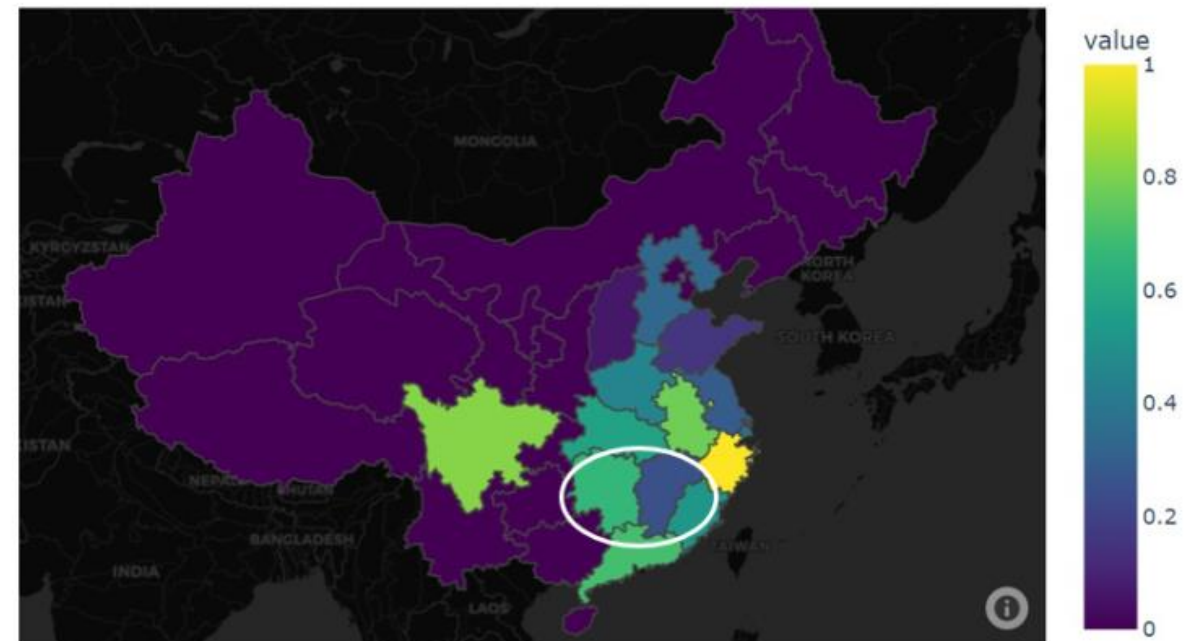 value
1
MONGOLIA
0.8
KYRGYZSTAN
NORTH
KOREA
0.6
ISTAN
SOUTH KOREA
0.4
ISTAN
NEPAL
BHUTAN
0.2
BANGLADESH
TAIWAN
INDIA
LAOS
i
0